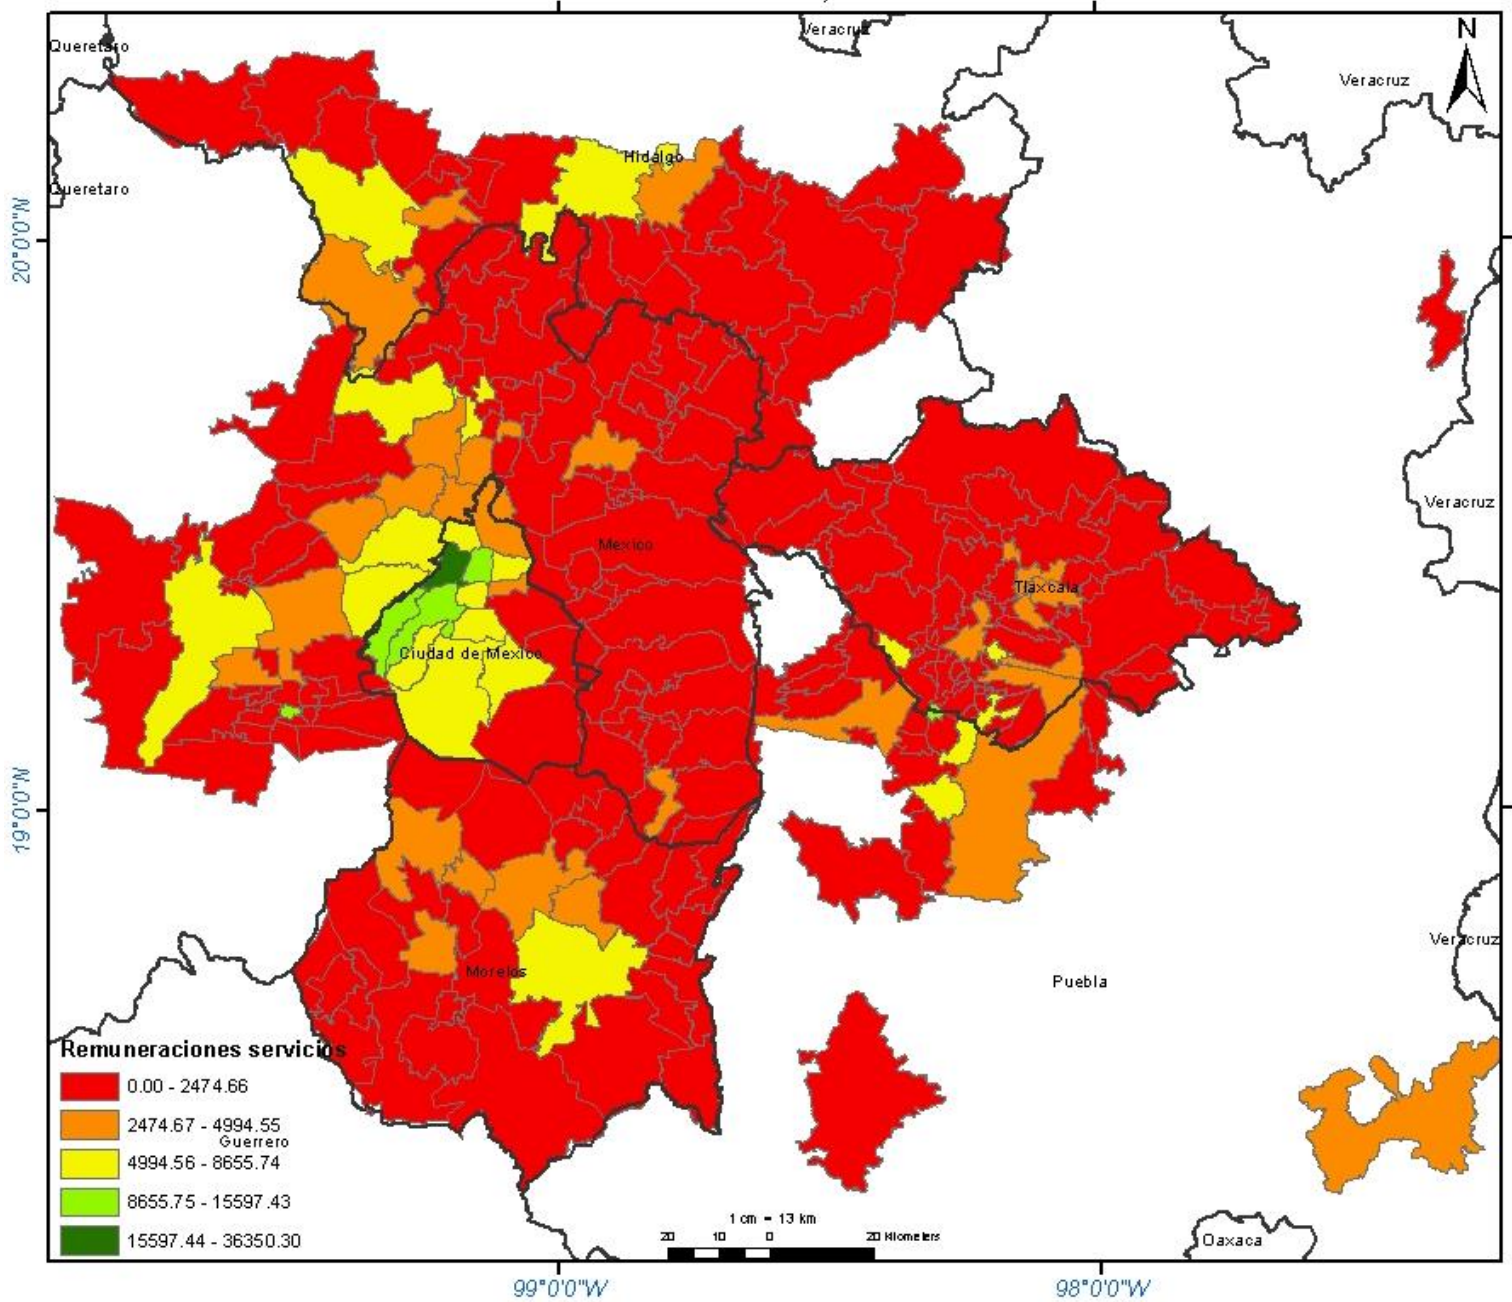 Veracruz
Queretaro
N
Veracruz
Hidalgo
Queretaro
20°0'0"N
Veracruz
Mexico
Tlaxcala
Ciudad de Mexico
19°0'0"N
Veracruz
Morelos
Puebla
Remuneraciones servicios
0.00 - 2474.66
2474.67 - 4994.55
Guerrero
4994.56 - 8655.74
8655.75 - 15597.43
15597.44 - 36350.30
1 cm = 13 km
20 10 0 20 Kilometers
Oaxaca
99°0'0"W
98°0'0"W